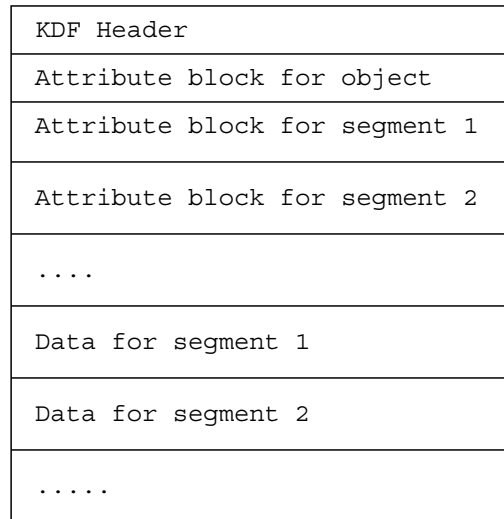 KDF Header
Attribute block for object
Attribute block for segment 1
Attribute block for segment 2
....
Data for segment 1
Data for segment 2
.....